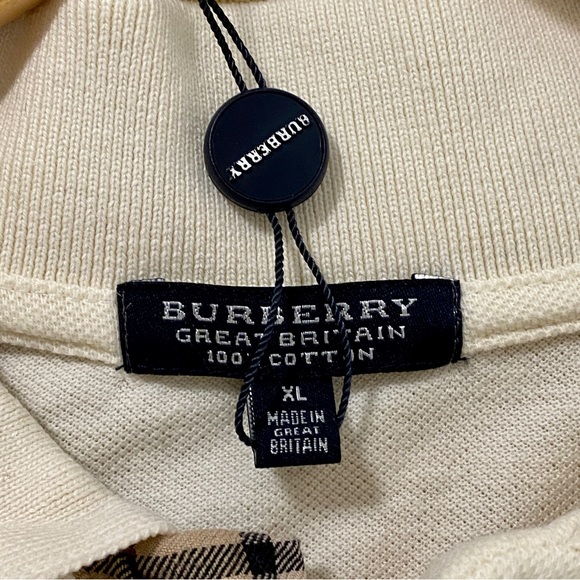 BURBERRY
BURBERRY
GREAT BRITAIN
100% COTTON
XL
MADE IN
GREAT
BRITAIN